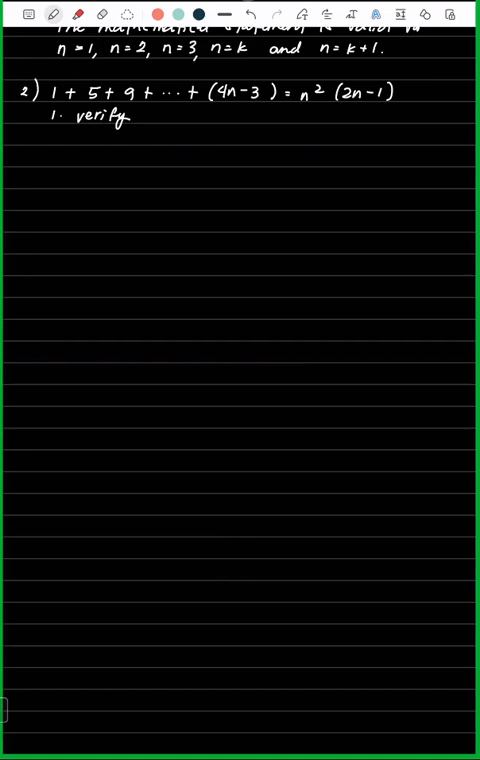 n = 1, n = 2, n = 3, n = k and n = k + 1.
2) 1 + 5 + 9 + ... + (4n - 3) = n² (2n - 1)
1. verify